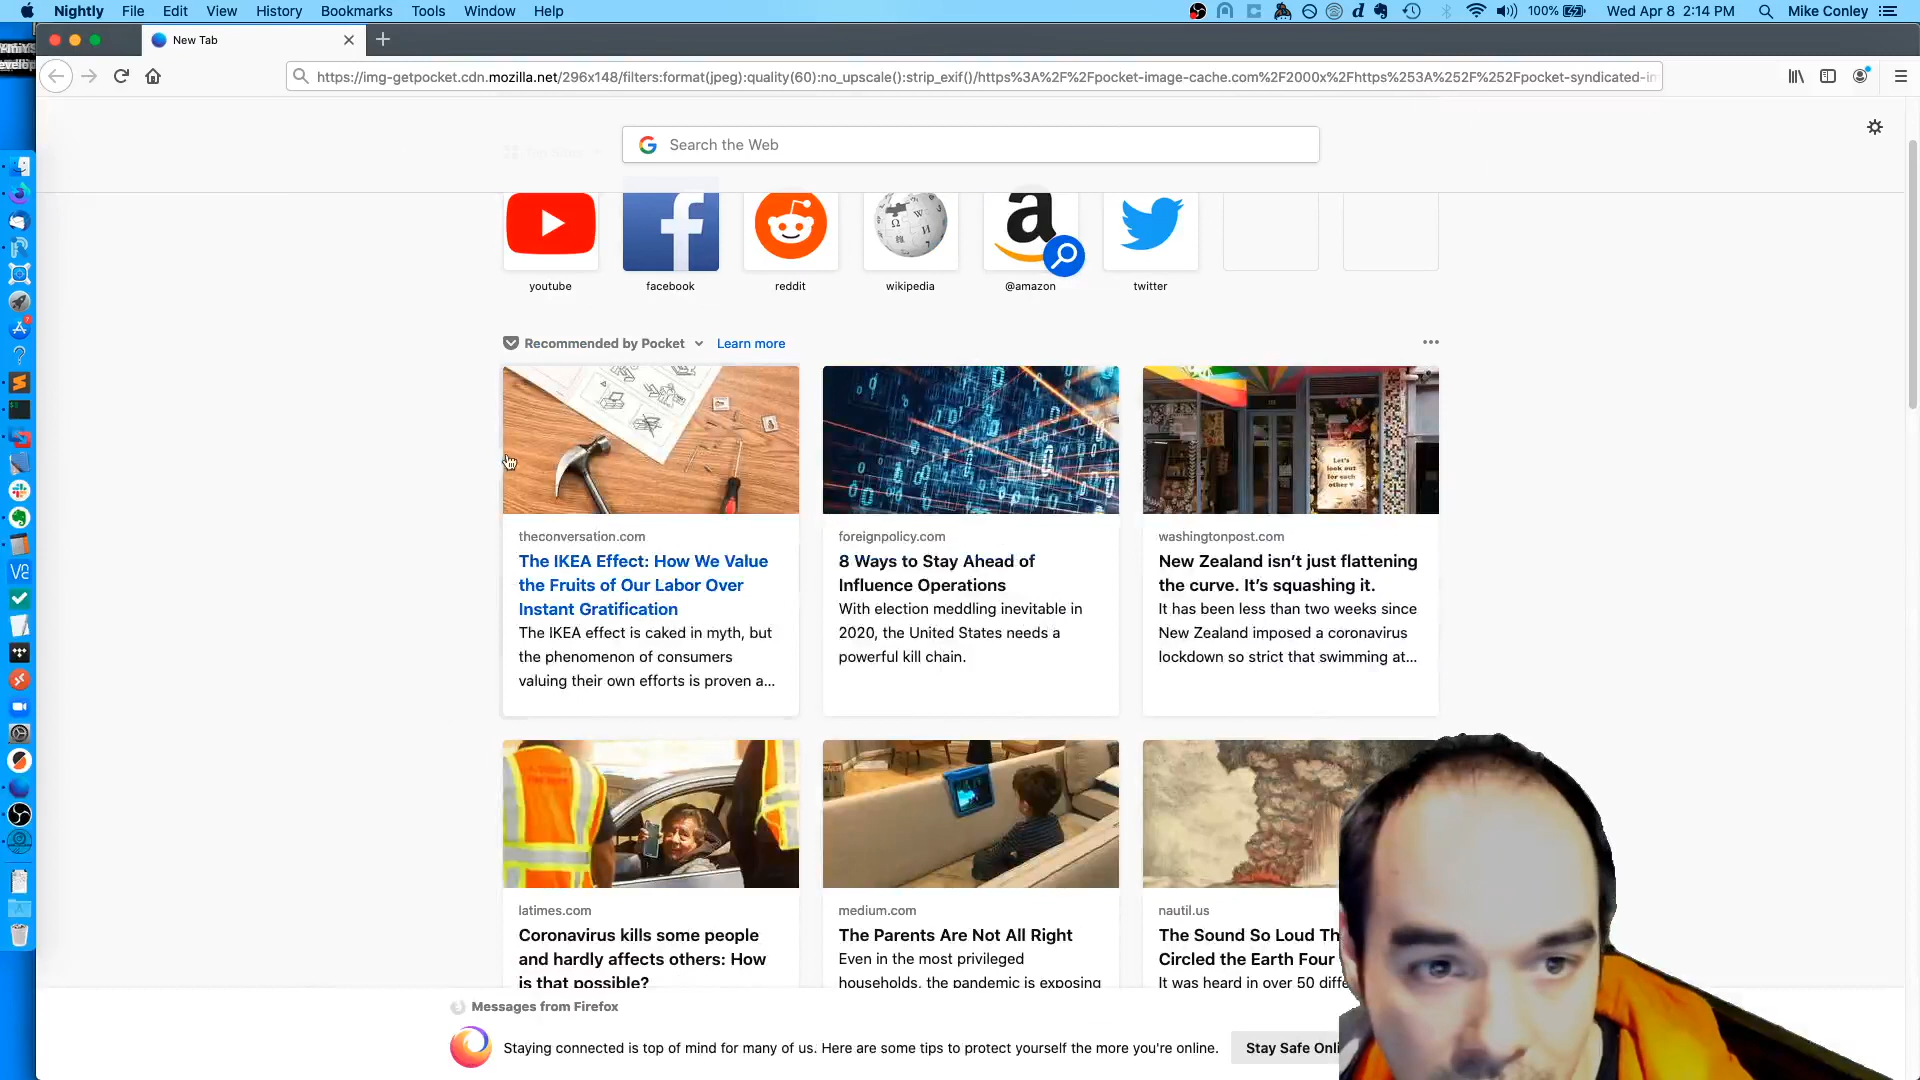 Nightly File Edit View History Bookmarks Tools Window Help 100% Wed Apr 8 2:14 PM Mike Conley
New Tab
https://img-getpocket.cdn.mozilla.net/296x148/filters:format(jpeg):quality(60):no_upscale():strip_exif()/https%3A%2F%2Fpocket-image-cache.com%2F2000x%2Fhttps%253A%252F%252Fpocket-syndicated-im
Search the Web
Top Sites
youtube facebook reddit wikipedia @amazon twitter
Recommended by Pocket Learn more
Let's
look out
for each
other
theconversation.com
The IKEA Effect: How We Value
the Fruits of Our Labor Over
Instant Gratification
The IKEA effect is caked in myth, but
the phenomenon of consumers
valuing their own efforts is proven a...
foreignpolicy.com
8 Ways to Stay Ahead of
Influence Operations
With election meddling inevitable in
2020, the United States needs a
powerful kill chain.
washingtonpost.com
New Zealand isn't just flattening
the curve. It's squashing it.
It has been less than two weeks since
New Zealand imposed a coronavirus
lockdown so strict that swimming at...
latimes.com
Coronavirus kills some people
and hardly affects others: How
is that possible?
medium.com
The Parents Are Not All Right
Even in the most privileged
households, the pandemic is exposing
nautil.us
The Sound So Loud Th
Circled the Earth Four
It was heard in over 50 diffe
Messages from Firefox
Staying connected is top of mind for many of us. Here are some tips to protect yourself the more you're online. Stay Safe Onli